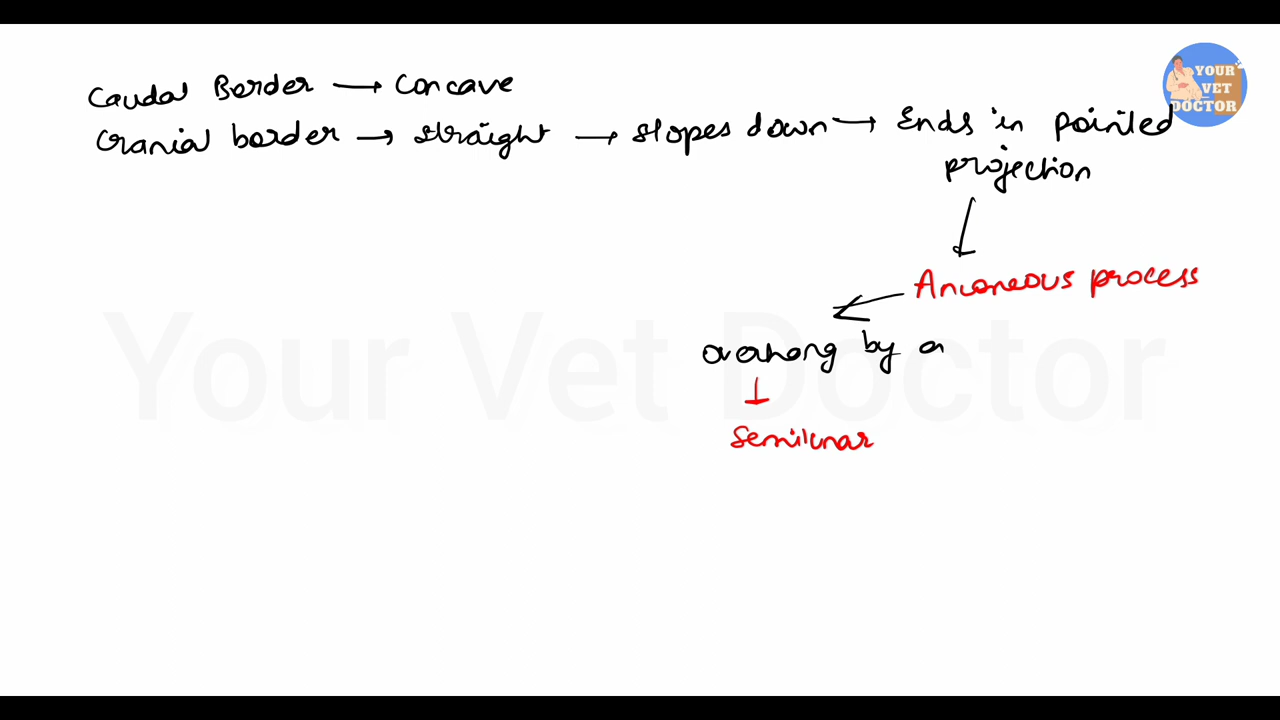 Caudal Border → Concave
Cranial border → straight → slopes down → Ends in pointed
projection
Anconeous process
overhang by a
Semilunar
YOUR
VET
DOCTOR
Your Vet Doctor